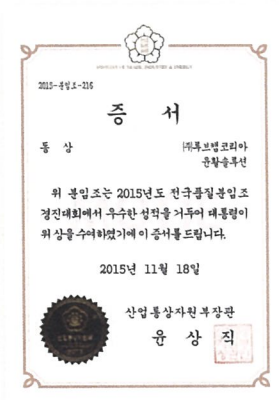 2015-분임조-216
증 서
동 상
(주)루브캠코리아
윤활솔루션
위 분임조는 2015년도 전국품질분임조
경진대회에서 우수한 성적을 거두어 대통령이
위 상을 수여하였기에 이 증서를 드립니다.
2015년 11월 18일
산업통상자원부장관
윤 상 직